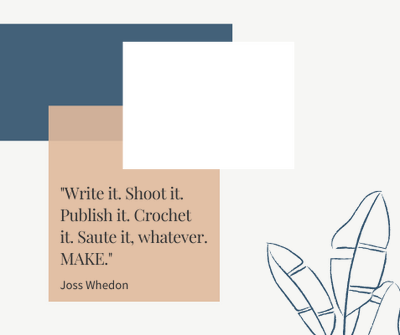 "Write it. Shoot it.
Publish it. Crochet
it. Saute it, whatever.
MAKE."
Joss Whedon